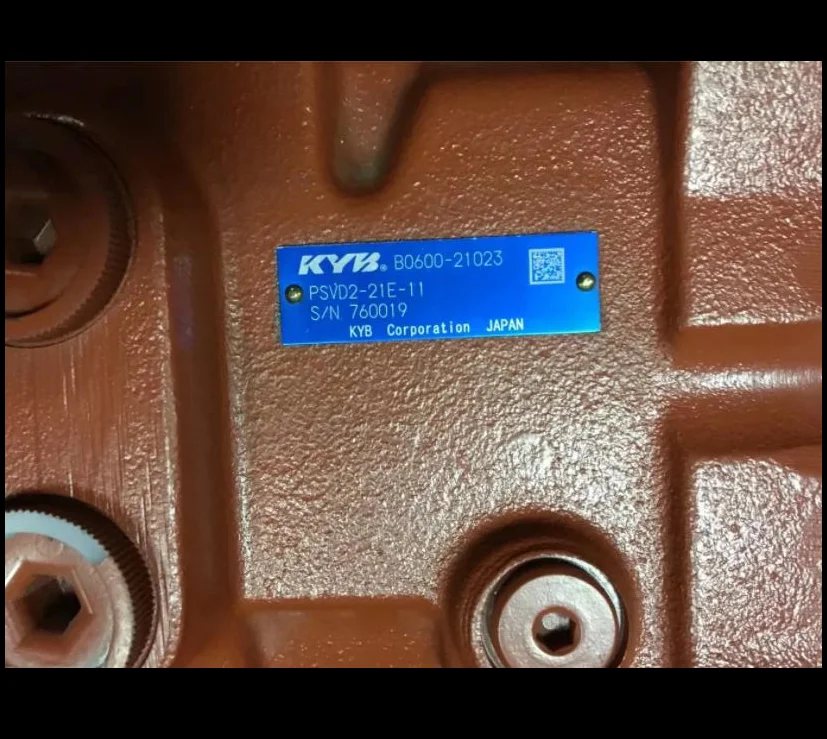 KYB® B0600-21023
PSVD2-21E-11
S/N 760019
KYB Corporation JAPAN